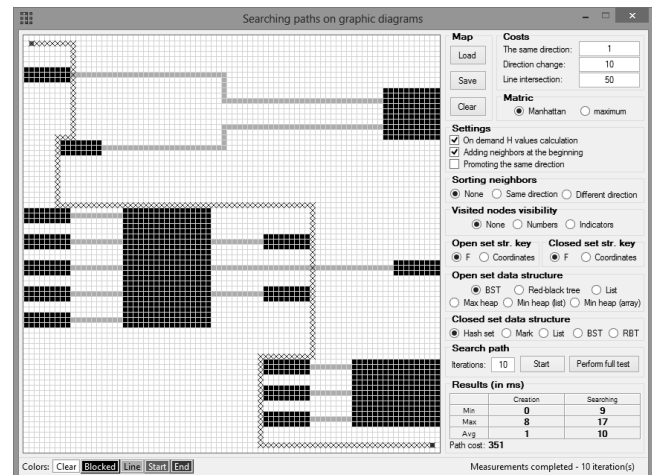 Searching paths on graphic diagrams
Map
Load
Save
Clear
Costs
The same direction: 1
Direction change: 10
Line intersection: 50
Matric
Manhattan maximum
Settings
On demand H values calculation
Adding neighbors at the beginning
Promoting the same direction
Sorting neighbors
None Same direction Different direction
Visited nodes visibility
None Numbers Indicators
Open set str. key Closed set str. key
F Coordinates F Coordinates
Open set data structure
BST Red-black tree List
Max heap Min heap (list) Min heap (array)
Closed set data structure
Hash set Mark List BST RBT
Search path
Iterations: 10 Start Perform full test
Results (in ms)
Creation Searching
Min 0 9
Max 8 17
Avg 1 10
Path cost: 351
Colors: Clear Blocked Line Start End
Measurements completed - 10 iteration(s)